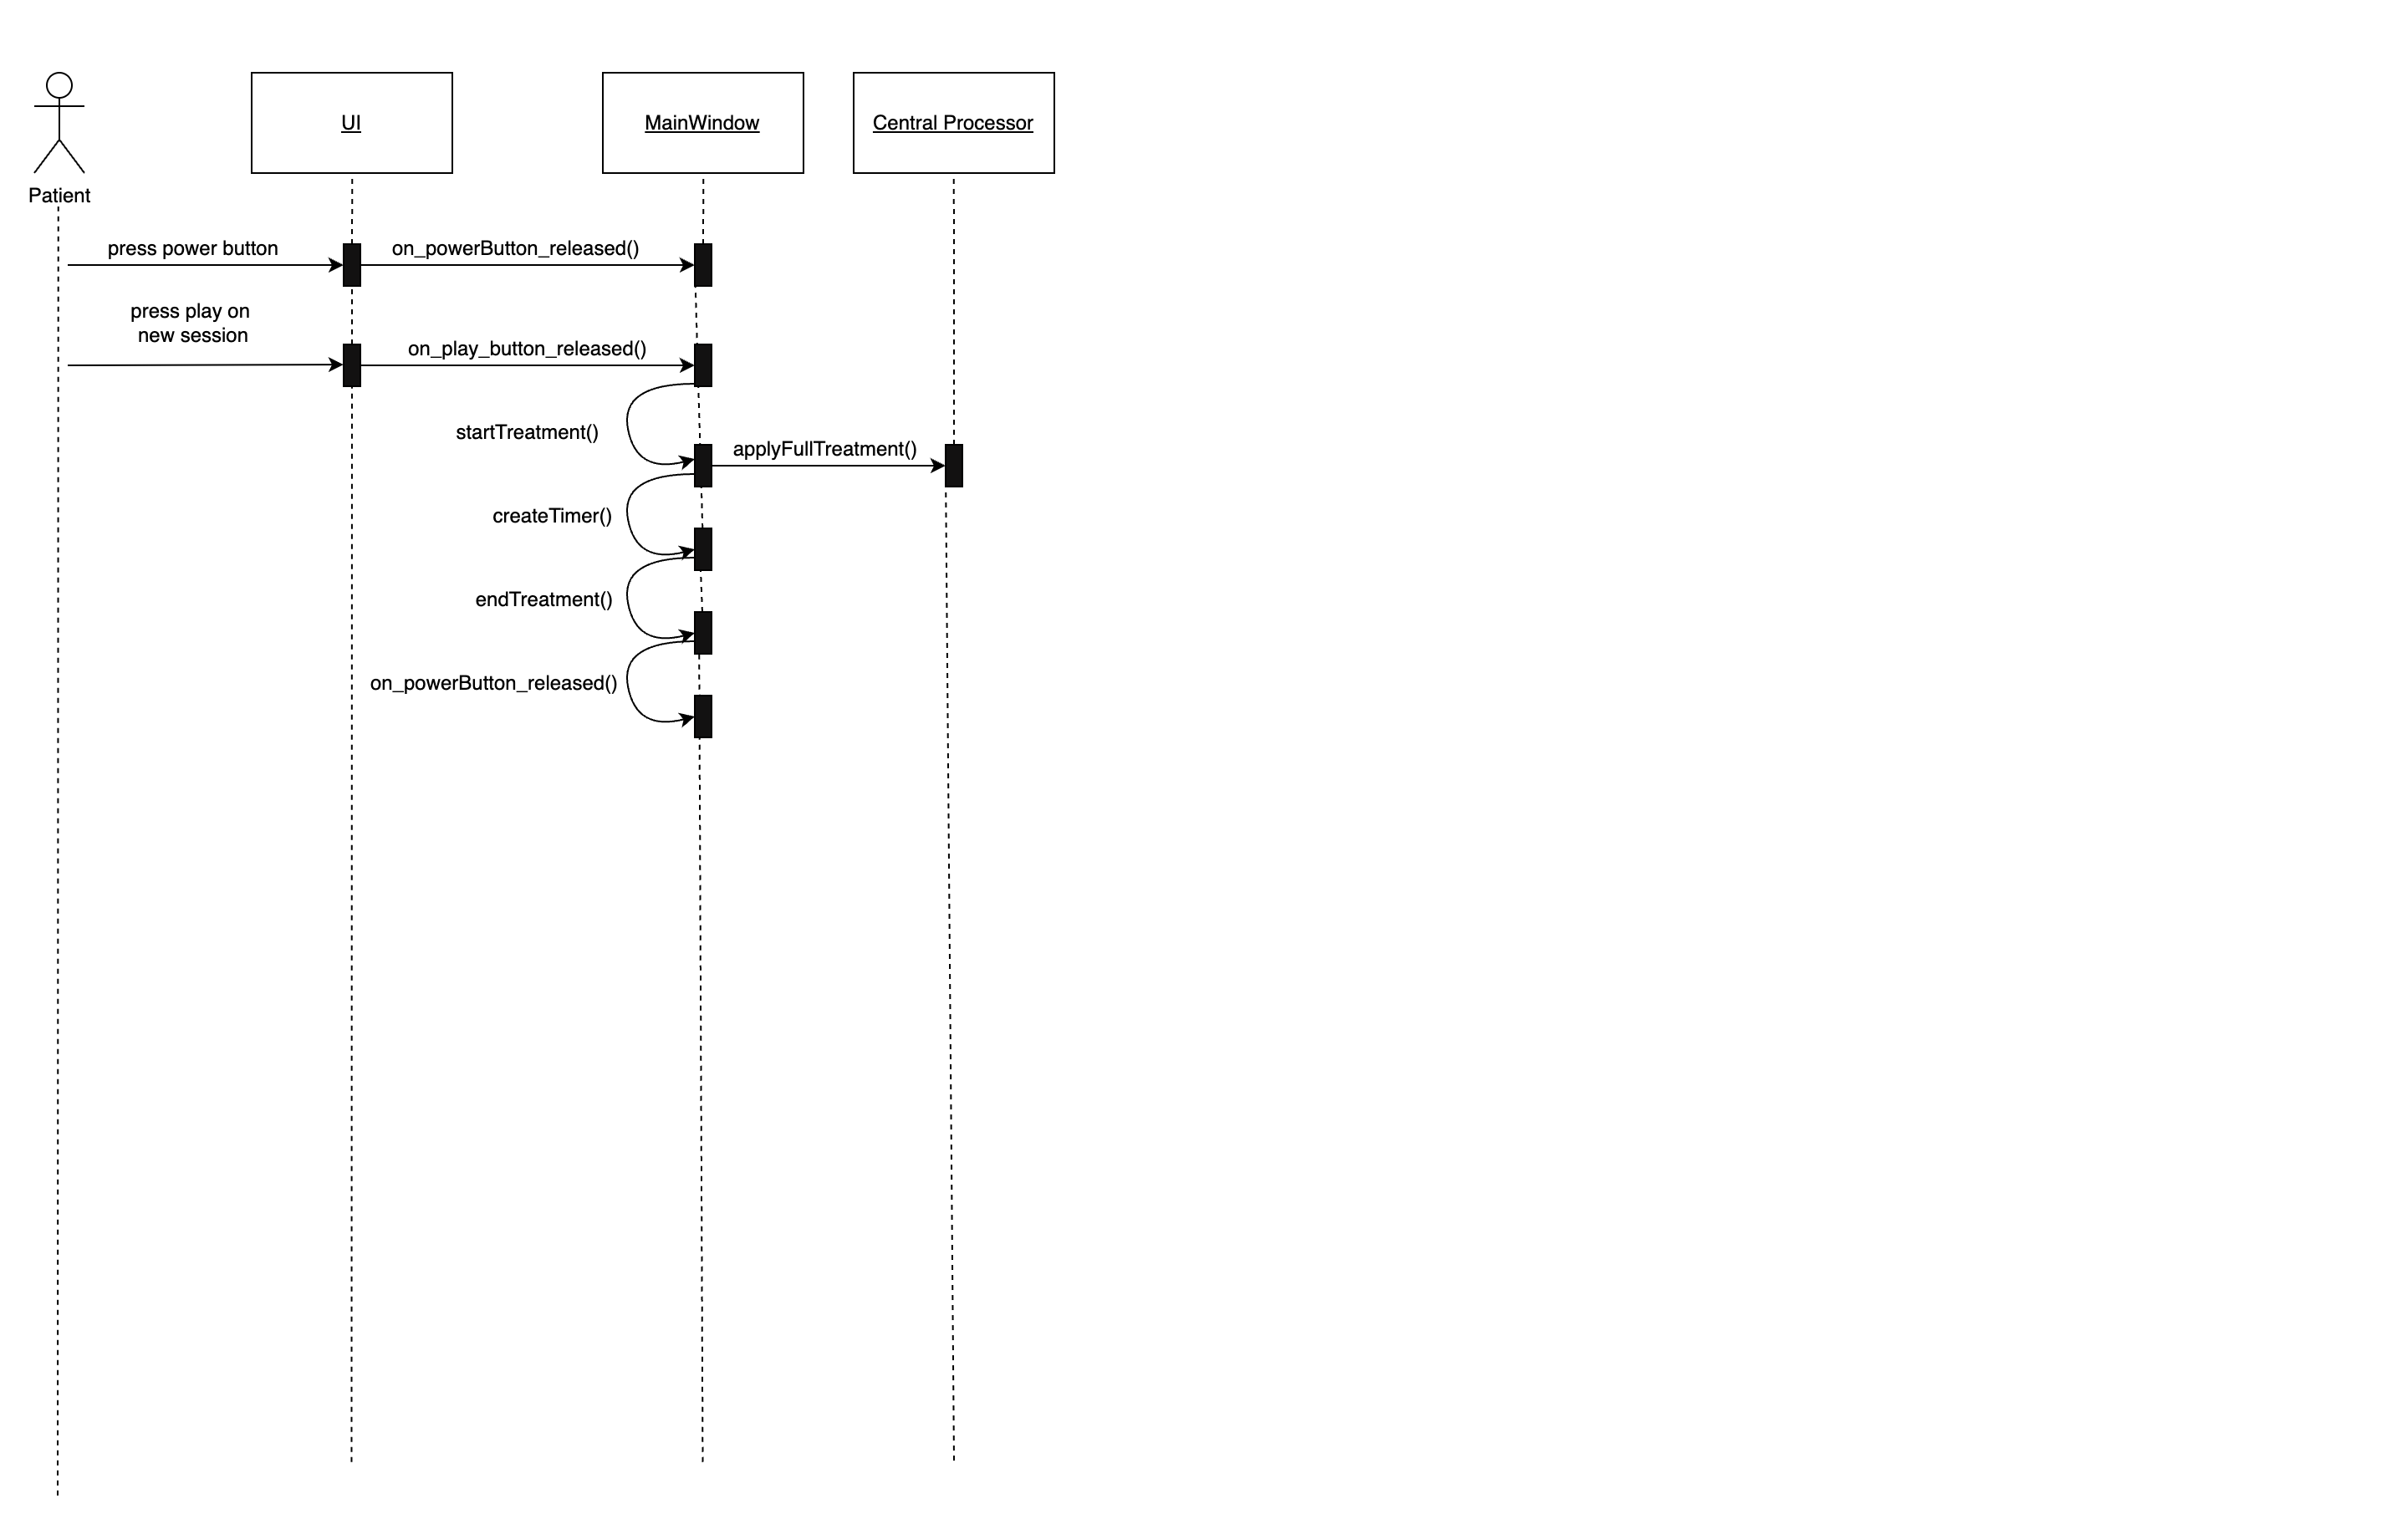 UI
MainWindow
Central Processor
Patient
press power button
on_powerButton_released()
press play on
new session
on_play_button_released()
startTreatment()
applyFullTreatment()
createTimer()
endTreatment()
on_powerButton_released()